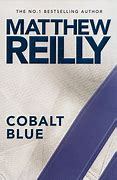 THE NO.1 BESTSELLING AUTHOR
MATTHEW
REILLY
COBALT
BLUE